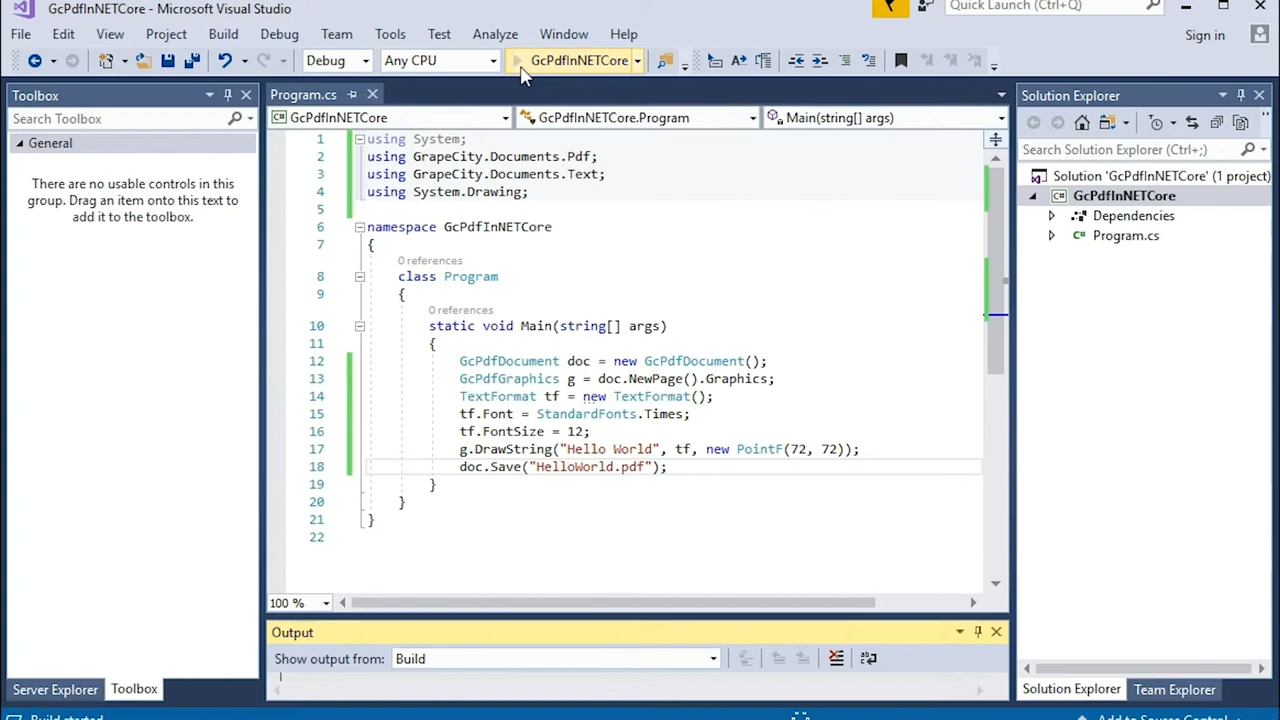 GcPdfInNETCore - Microsoft Visual Studio
Quick Launch (Ctrl+;)
File Edit View Project Build Debug Team Tools Test Analyze Window Help
Sign in
Debug Any CPU GcPdfInNETCore
Toolbox
Search Toolbox
General
There are no usable controls in this
group. Drag an item onto this text to
add it to the toolbox.
Server Explorer Toolbox
Program.cs
GcPdfInNETCore GcPdfInNETCore.Program Main(string[] args)
1 using System;
2 using GrapeCity.Documents.Pdf;
3 using GrapeCity.Documents.Text;
4 using System.Drawing;
5
6 namespace GcPdfInNETCore
7 {
0 references
8 class Program
9 {
0 references
10 static void Main(string[] args)
11 {
12 GcPdfDocument doc = new GcPdfDocument();
13 GcPdfGraphics g = doc.NewPage().Graphics;
14 TextFormat tf = new TextFormat();
15 tf.Font = StandardFonts.Times;
16 tf.FontSize = 12;
17 g.DrawString("Hello World", tf, new PointF(72, 72));
18 doc.Save("HelloWorld.pdf");
19 }
20 }
21 }
22
100 %
Output
Show output from: Build
Solution Explorer
Search Solution Explorer (Ctrl+;)
Solution 'GcPdfInNETCore' (1 project)
GcPdfInNETCore
Dependencies
Program.cs
Solution Explorer Team Explorer
Build started
Add to Source Control